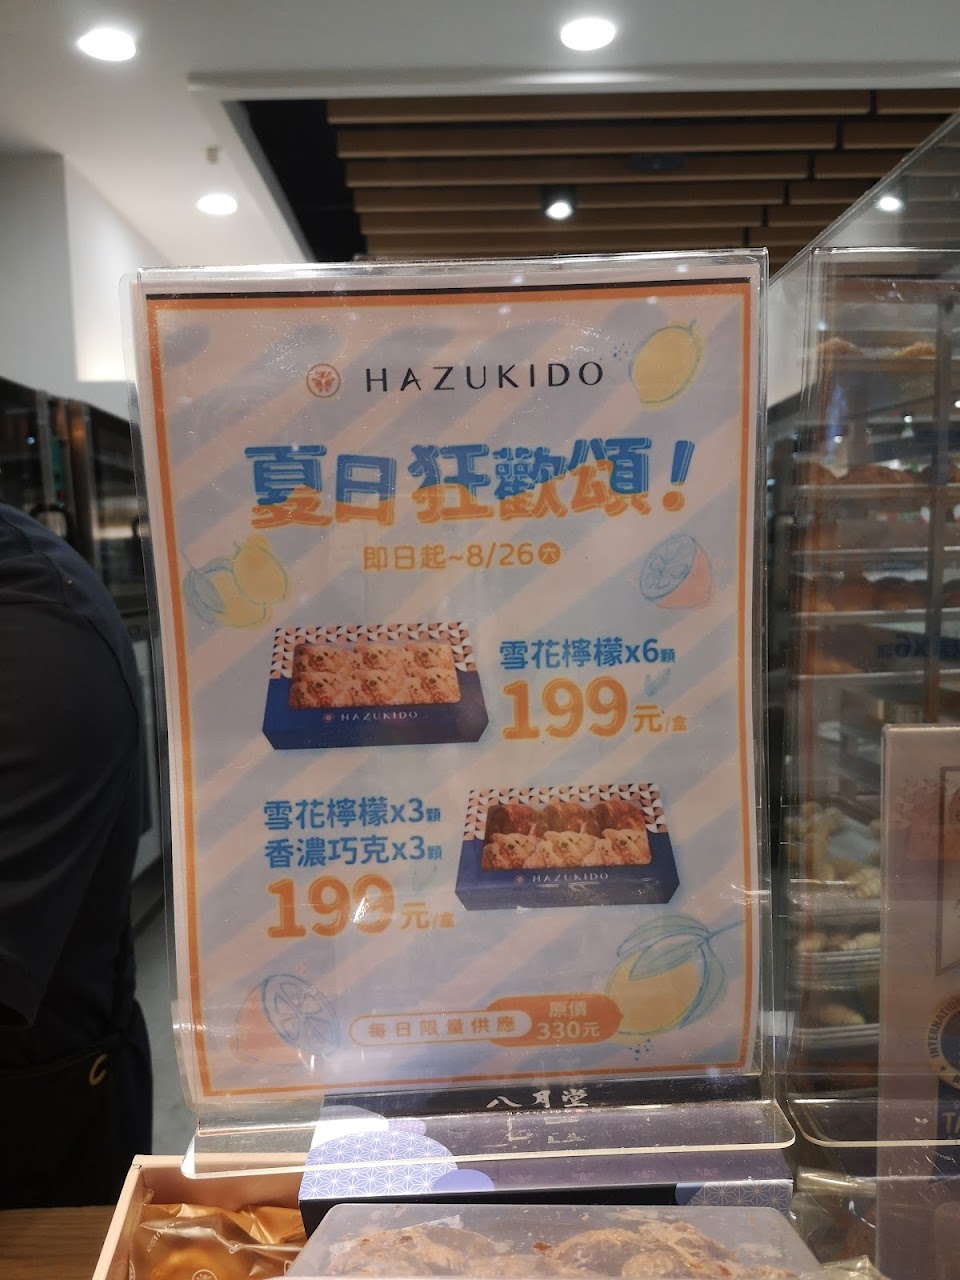 HAZUKIDO
夏日狂歡頌!
即日起~8/26㊅
HAZUKIDO
雪花檸檬x6顆
199元/盒
雪花檸檬x3顆
香濃巧克x3顆
199元/盒
HAZUKIDO
每日限量供應
原價
330元
八月堂